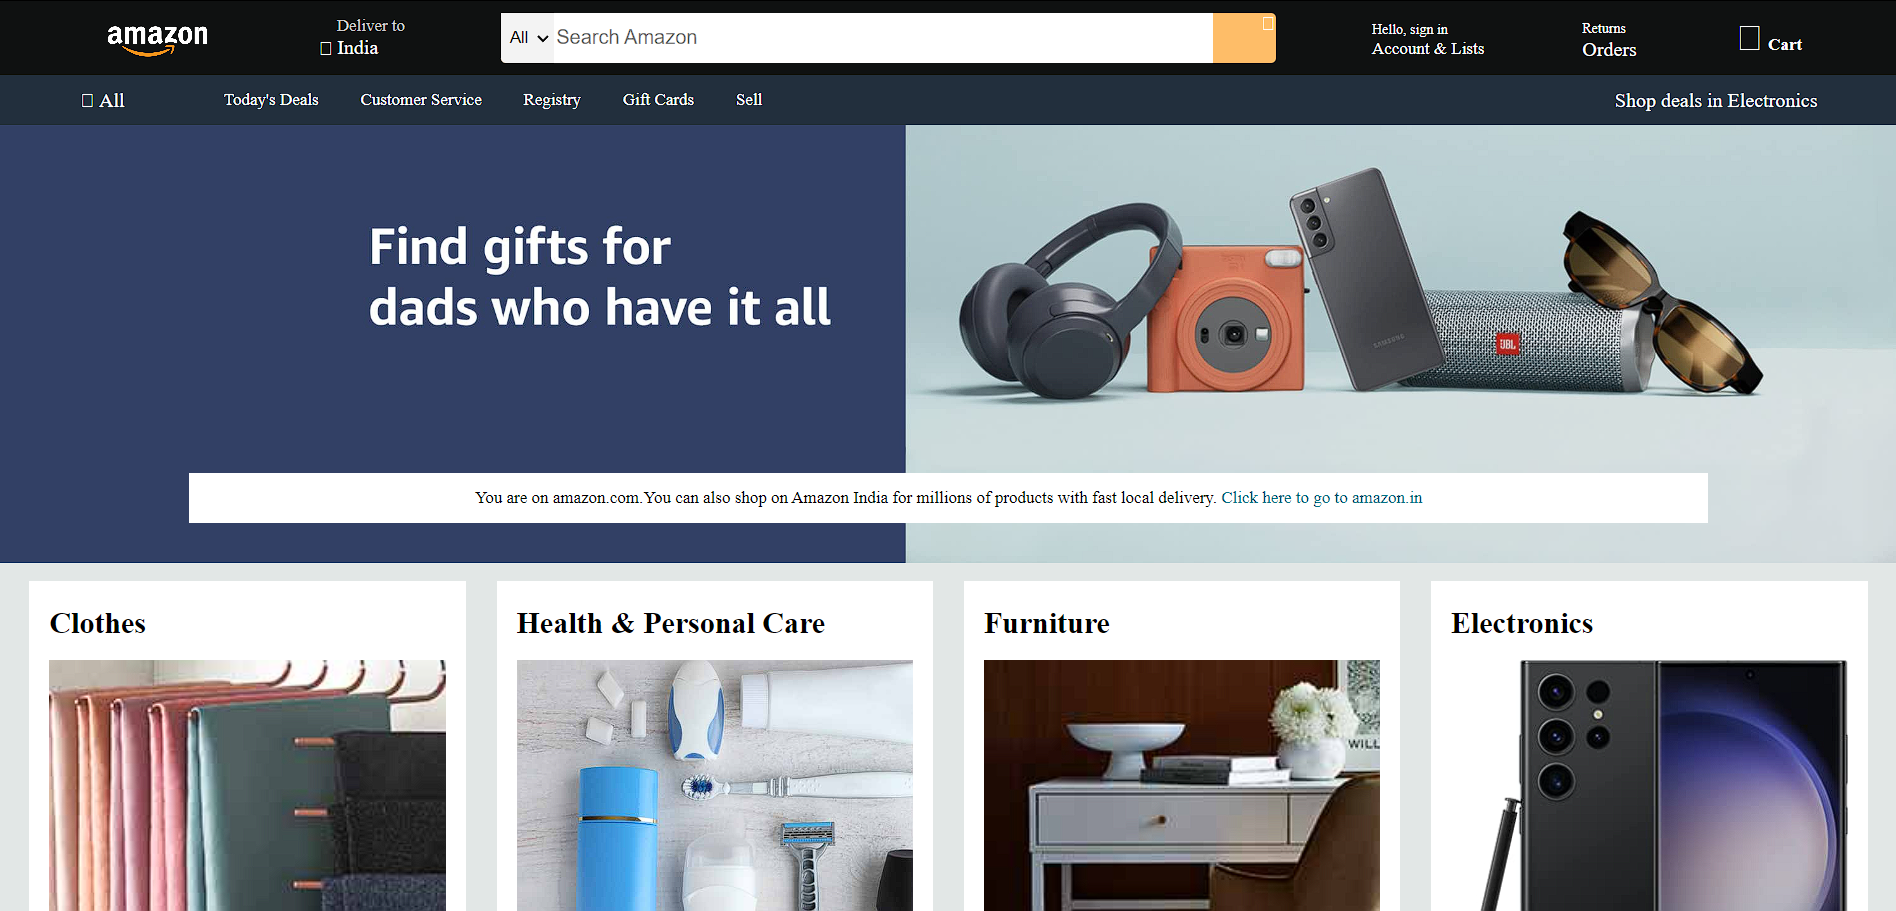 amazon
Deliver to
India
All
Search Amazon
Hello, sign in
Account & Lists
Returns
Orders
Cart
All
Today's Deals
Customer Service
Registry
Gift Cards
Sell
Shop deals in Electronics
Find gifts for
dads who have it all
SAMSUNG
JBL
You are on amazon.com.You can also shop on Amazon India for millions of products with fast local delivery. Click here to go to amazon.in
Clothes
Health & Personal Care
Furniture
Electronics
WILL